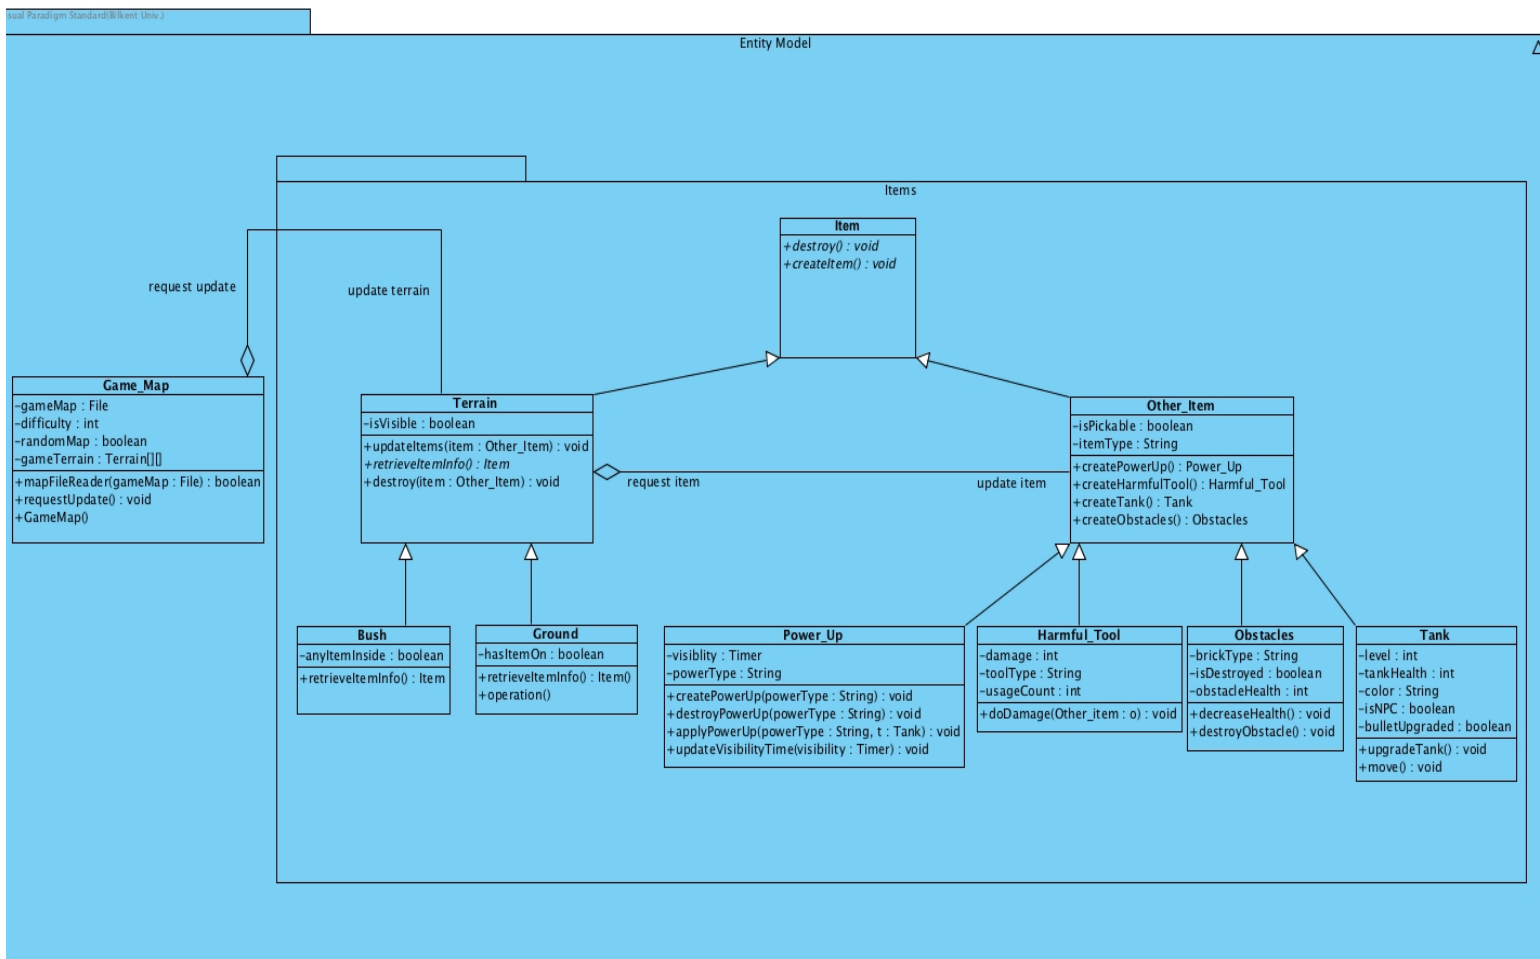 sual Paradigm Standard(Bilkent Univ.)
Entity Model
Items
Item
+destroy() : void
+createItem() : void
request update
update terrain
Game_Map
-gameMap : File
-difficulty : int
-randomMap : boolean
-gameTerrain : Terrain[][]
+mapFileReader(gameMap : File) : boolean
+requestUpdate() : void
+GameMap()
Terrain
-isVisible : boolean
+updateItems(item : Other_Item) : void
+retrieveItemInfo() : Item
+destroy(item : Other_Item) : void
request item
update item
Other_Item
-isPickable : boolean
-itemType : String
+createPowerUp() : Power_Up
+createHarmfulTool() : Harmful_Tool
+createTank() : Tank
+createObstacles() : Obstacles
Bush
-anyItemInside : boolean
+retrieveItemInfo() : Item
Ground
-hasItemOn : boolean
+retrieveItemInfo() : Item()
+operation()
Power_Up
-visiblity : Timer
-powerType : String
+createPowerUp(powerType : String) : void
+destroyPowerUp(powerType : String) : void
+applyPowerUp(powerType : String, t : Tank) : void
+updateVisibilityTime(visibility : Timer) : void
Harmful_Tool
-damage : int
-toolType : String
-usageCount : int
+doDamage(Other_item : o) : void
Obstacles
-brickType : String
-isDestroyed : boolean
-obstacleHealth : int
+decreaseHealth() : void
+destroyObstacle() : void
Tank
-level : int
-tankHealth : int
-color : String
-isNPC : boolean
-bulletUpgraded : boolean
+upgradeTank() : void
+move() : void